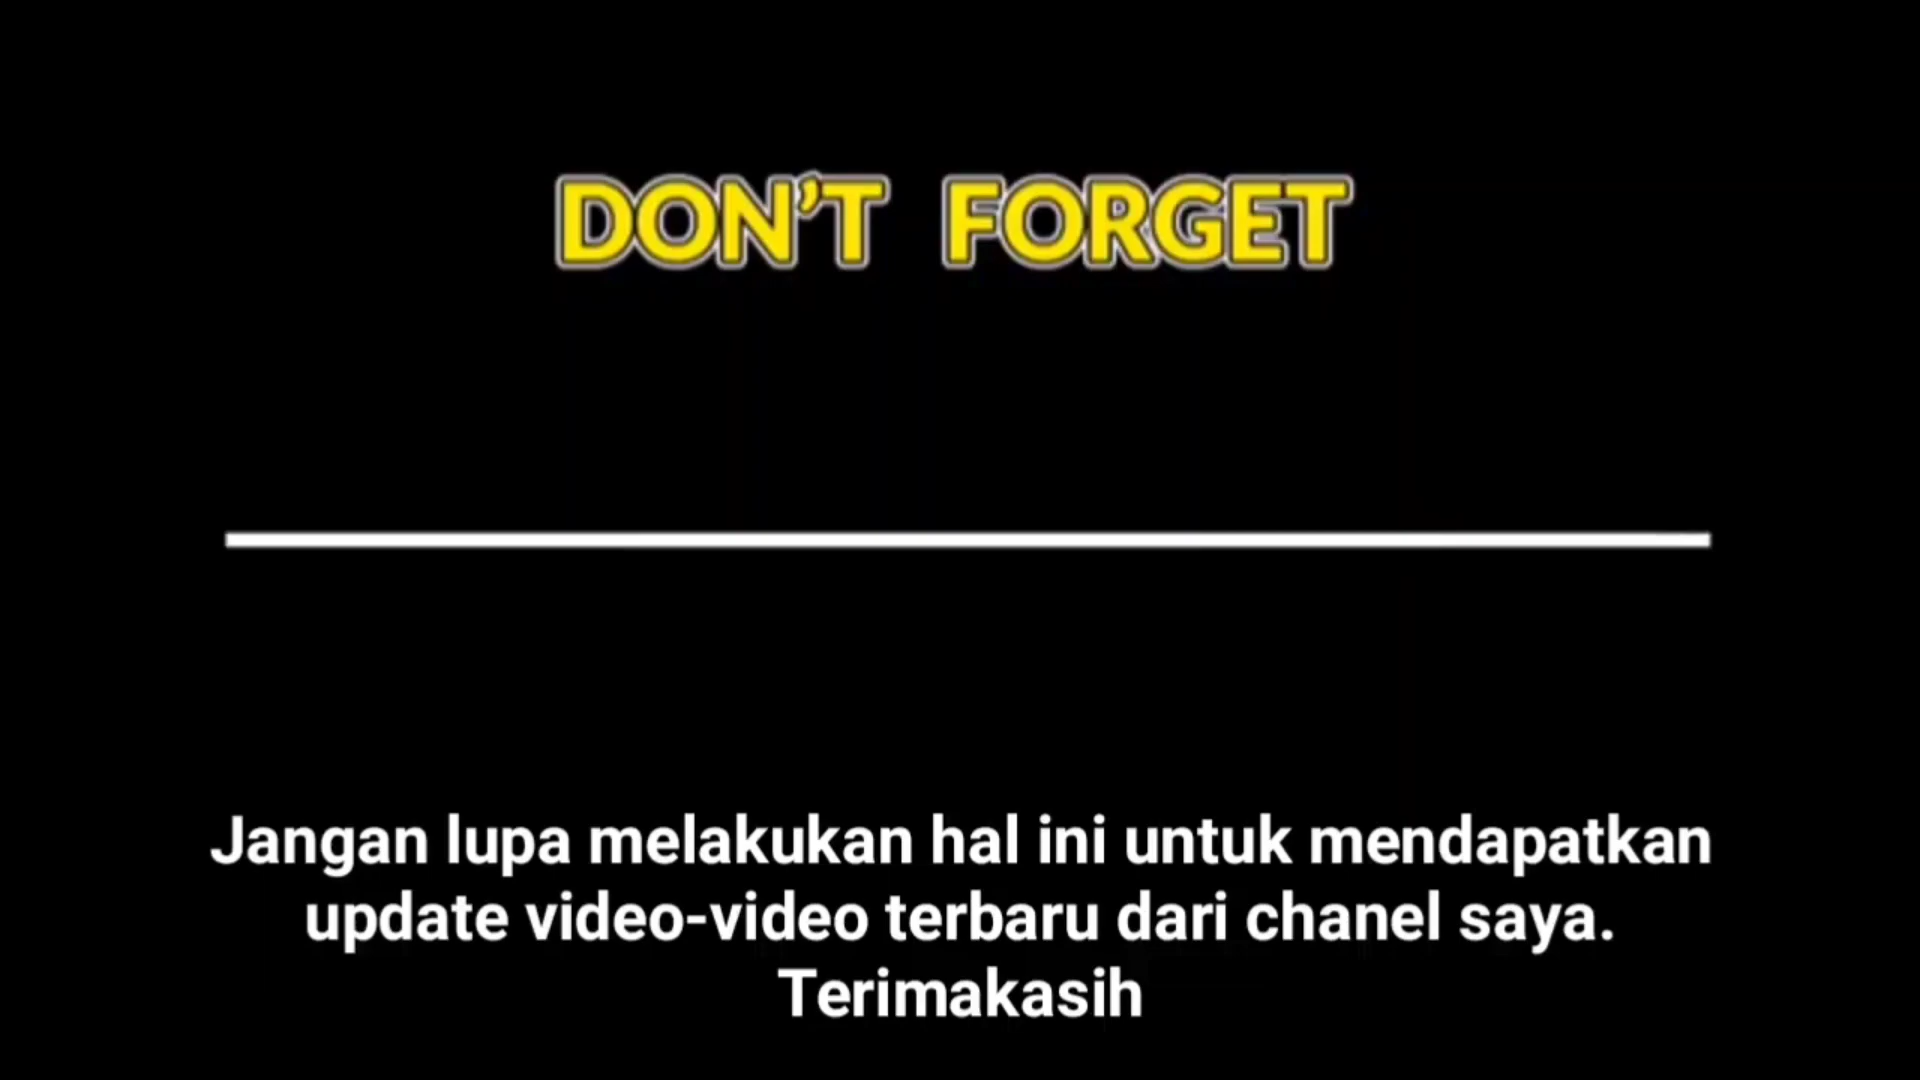 DON'T FORGET
Jangan lupa melakukan hal ini untuk mendapatkan
update video-video terbaru dari chanel saya.
Terimakasih